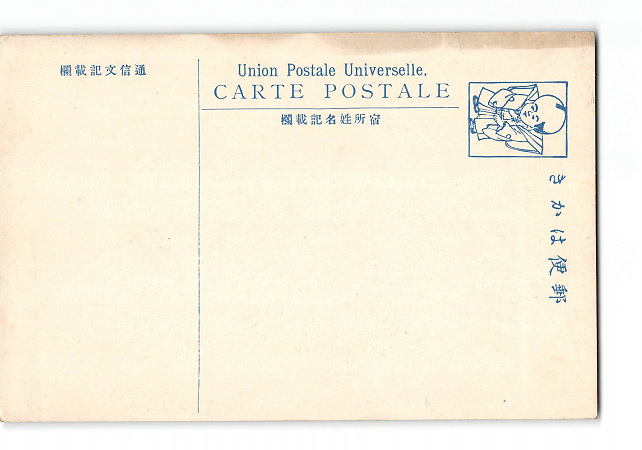 通信文記載欄
Union Postale Universelle.
CARTE POSTALE
宿所姓名記載欄
郵便はかき